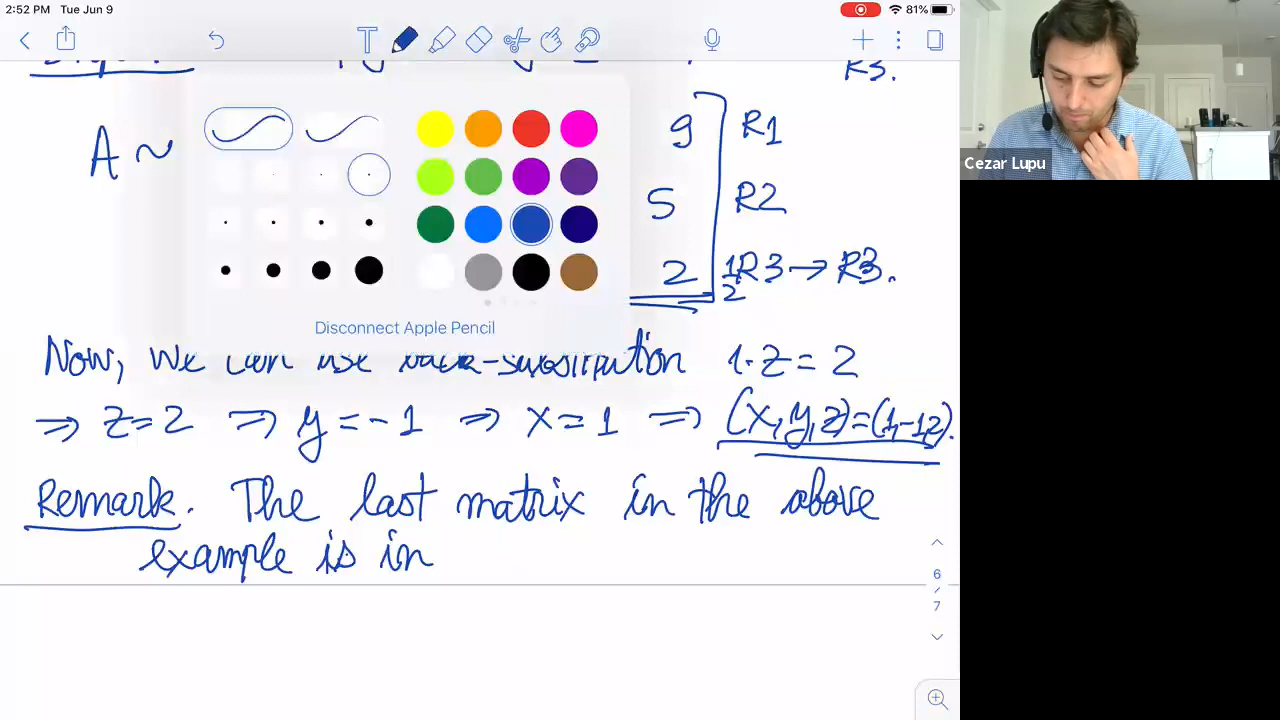 2:52 PM Tue Jun 9
81%
R3.
A ~
9 R1
5 R2
2 1/2 R3 → R3.
Disconnect Apple Pencil
Now, we can use back-substitution 1·z = 2
⇒ z=2 ⇒ y=-1 ⇒ x=1 ⇒ (x,y,z)=(1,-1,2).
Remark. The last matrix in the above
example is in
6
/
7
Cezar Lupu